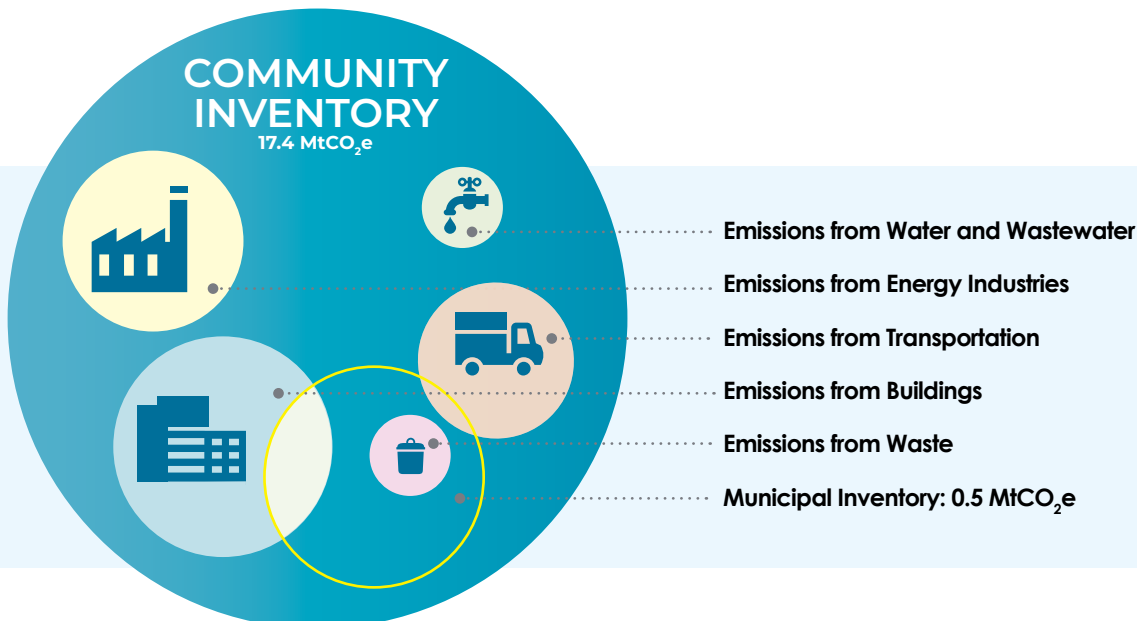 COMMUNITY
INVENTORY
17.4 MtCO₂e
Emissions from Water and Wastewater
Emissions from Energy Industries
Emissions from Transportation
Emissions from Buildings
Emissions from Waste
Municipal Inventory: 0.5 MtCO₂e